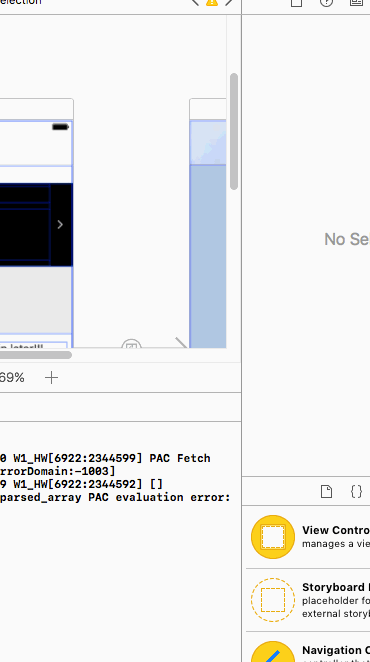 election
No Se
69%
0 W1_HW[6922:2344599] PAC Fetch
rrorDomain:-1003]
9 W1_HW[6922:2344592] []
parsed_array PAC evaluation error:
{}
View Contro
manages a vie
Storyboard
placeholder fo
external storyb
Navigation C